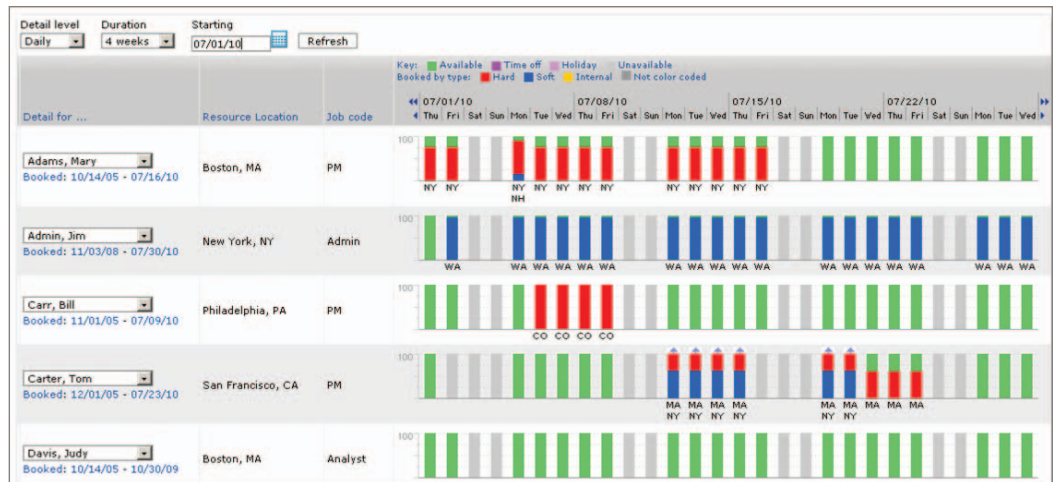 Detail level Duration Starting
Daily 4 weeks 07/01/10 Refresh
Key: Available Time off Holiday Unavailable
Booked by type: Hard Soft Internal Not color coded
07/01/10 07/08/10 07/15/10 07/22/10
Detail for ... Resource Location Job code Thu Fri Sat Sun Mon Tue Wed Thu Fri Sat Sun Mon Tue Wed Thu Fri Sat Sun Mon Tue Wed Thu Fri Sat Sun Mon Tue Wed
100
Adams, Mary Boston, MA PM
Booked: 10/14/05 - 07/16/10
NY NY NY NY NY NY NY NY NY NY NY NY
NH
100
Admin, Jim New York, NY Admin
Booked: 11/03/08 - 07/30/10
WA WA WA WA WA WA WA WA WA WA WA WA WA WA WA WA WA WA WA
100
Carr, Bill Philadelphia, PA PM
Booked: 11/01/05 - 07/09/10
CO CO CO CO
100
Carter, Tom San Francisco, CA PM
Booked: 12/01/05 - 07/23/10
MA MA MA MA MA MA MA MA MA
NY NY NY NY NY NY
100
Davis, Judy Boston, MA Analyst
Booked: 10/14/05 - 10/30/09